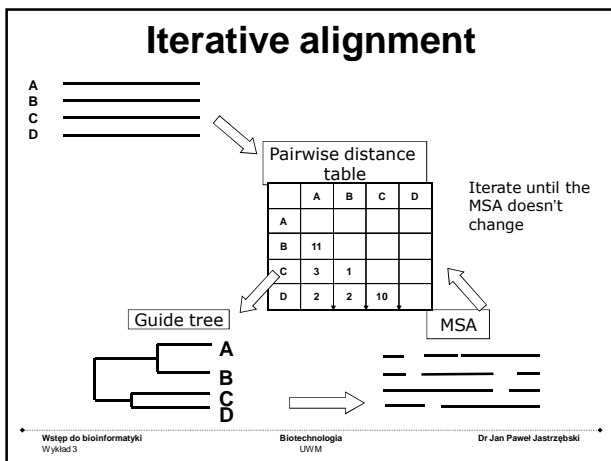 Iterative alignment
A
B
C
D
Pairwise distance
table
A B C D
A
B 11
C 3 1
D 2 2 10
Iterate until the
MSA doesn't
change
Guide tree
MSA
A
B
C
D
Wstęp do bioinformatyki
Wykład 3
Biotechnologia
UWM
Dr Jan Paweł Jastrzębski